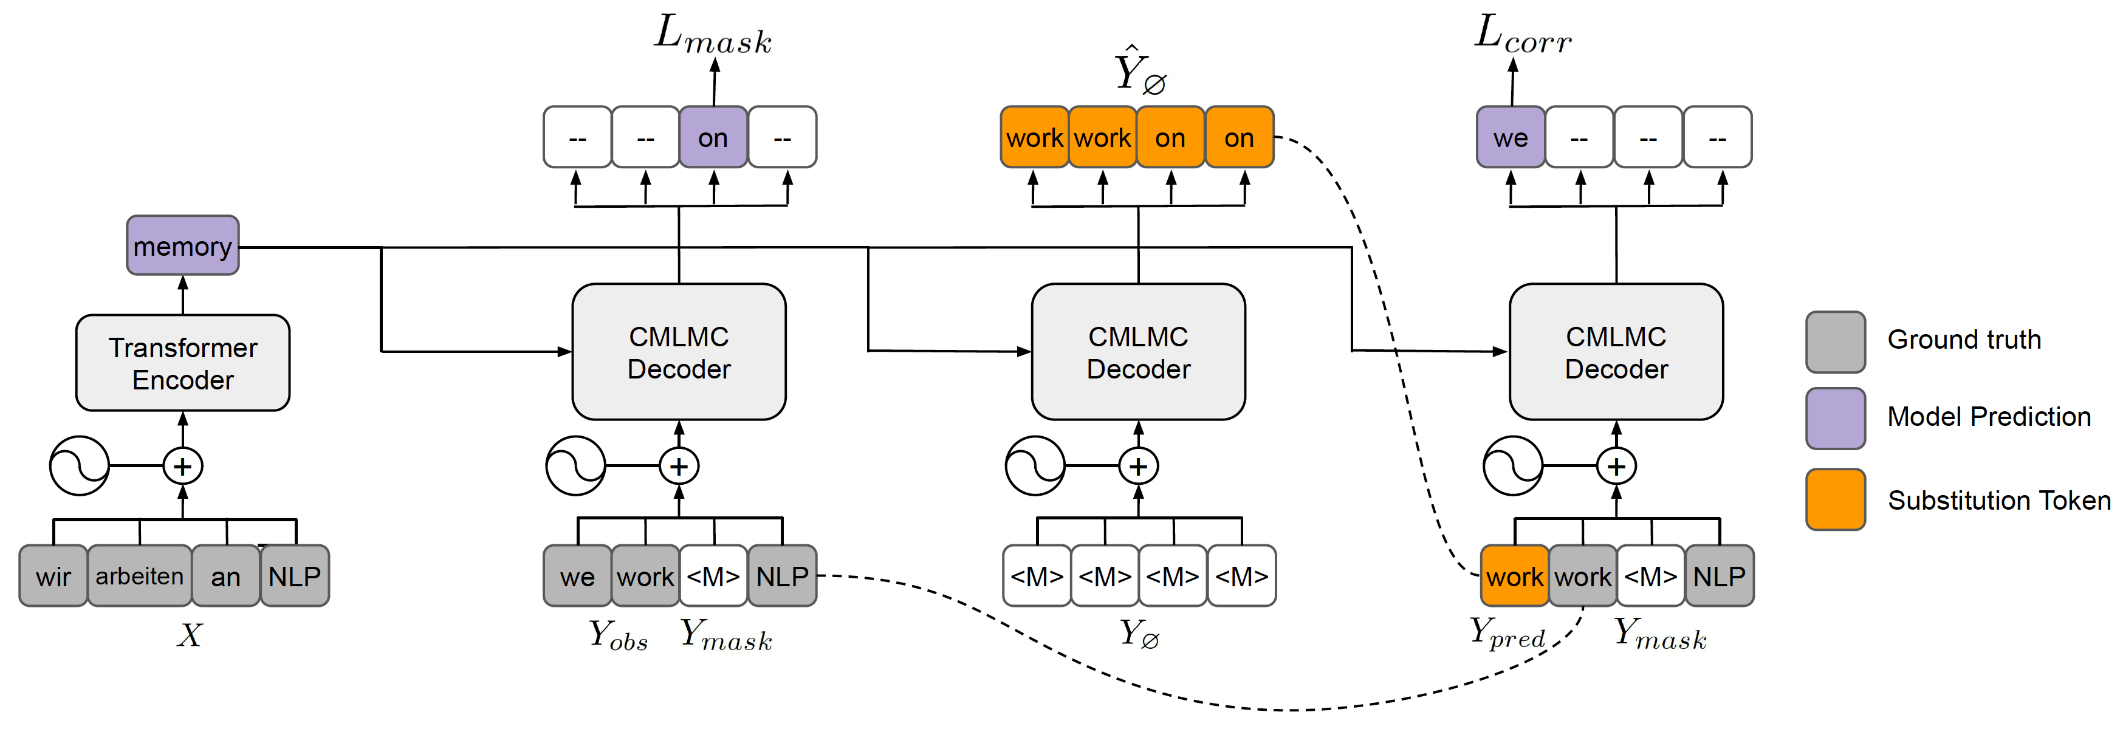 L_mask
Ŷ_∅
L_corr
-- -- on --
work work on on
we -- -- --
memory
Transformer
Encoder
CMLMC
Decoder
CMLMC
Decoder
CMLMC
Decoder
Ground truth
Model Prediction
Substitution Token
+
+
+
+
wir arbeiten an NLP
we work <M> NLP
<M> <M> <M> <M>
work work <M> NLP
X
Y_obs Y_mask
Y_∅
Y_pred Y_mask